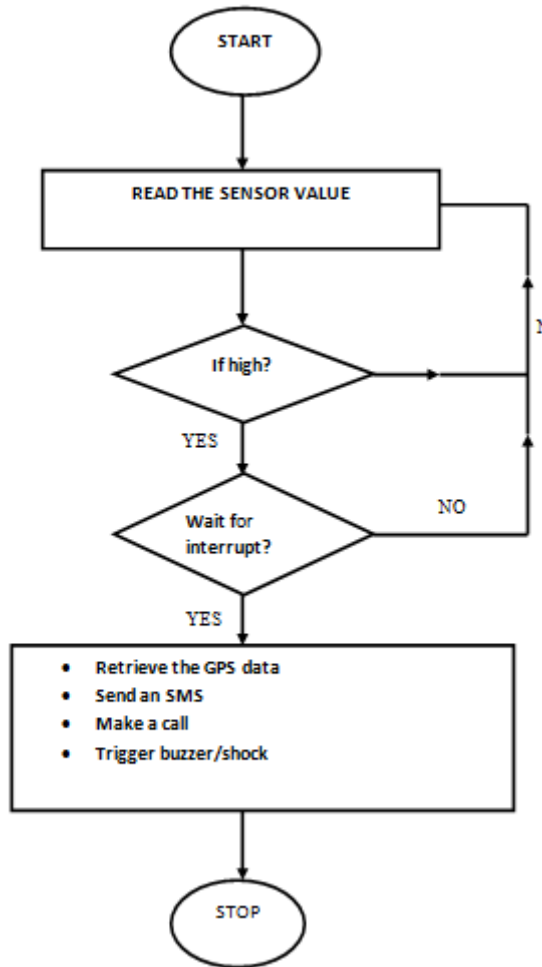 START
READ THE SENSOR VALUE
If high?
YES
Wait for
interrupt?
NO
YES
• Retrieve the GPS data
• Send an SMS
• Make a call
• Trigger buzzer/shock
STOP